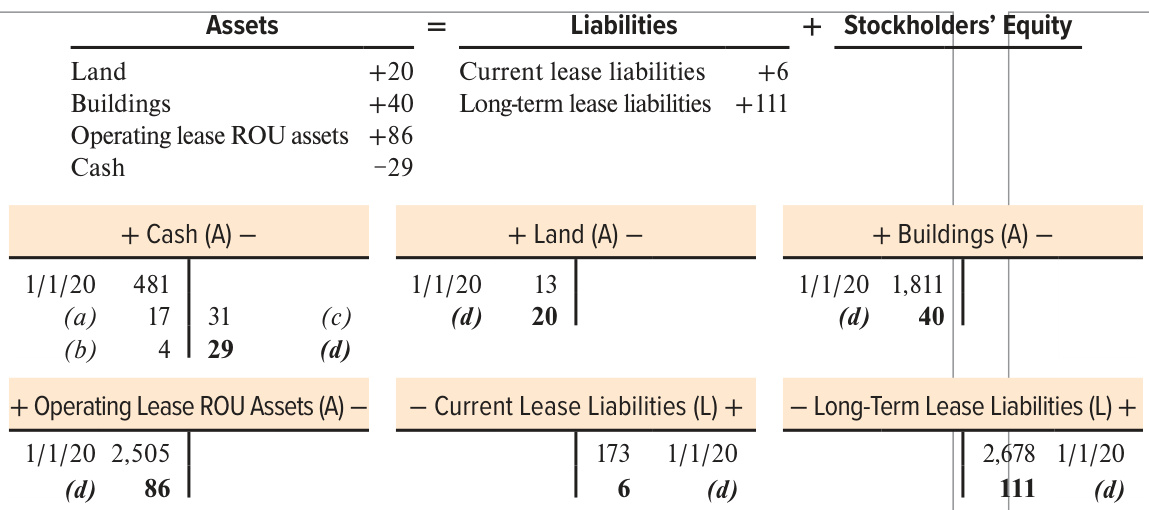 Assets = Liabilities + Stockholders’ Equity
Land +20 Current lease liabilities +6
Buildings +40 Long-term lease liabilities +111
Operating lease ROU assets +86
Cash −29
+ Cash (A) − + Land (A) − + Buildings (A) −
1/1/20 481 1/1/20 13 1/1/20 1,811
(a) 17 31 (c) (d) 20 (d) 40
(b) 4 29 (d)
+ Operating Lease ROU Assets (A) − − Current Lease Liabilities (L) + − Long-Term Lease Liabilities (L) +
1/1/20 2,505 173 1/1/20 2,678 1/1/20
(d) 86 6 (d) 111 (d)